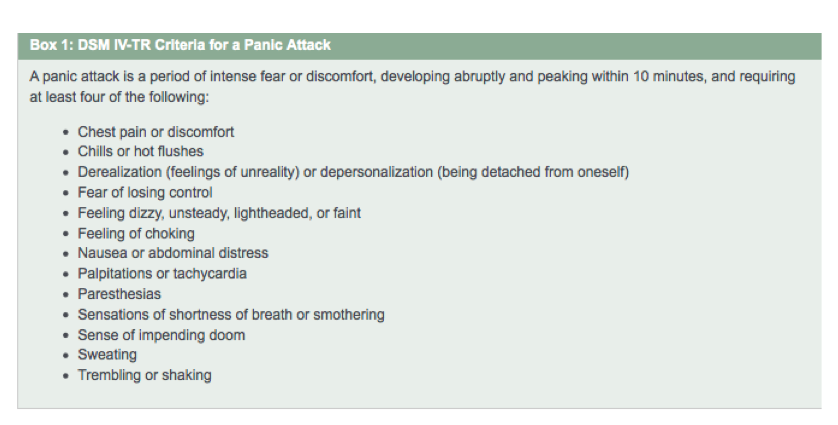 Box 1: DSM IV-TR Criteria for a Panic Attack
A panic attack is a period of intense fear or discomfort, developing abruptly and peaking within 10 minutes, and requiring
at least four of the following:
• Chest pain or discomfort
• Chills or hot flushes
• Derealization (feelings of unreality) or depersonalization (being detached from oneself)
• Fear of losing control
• Feeling dizzy, unsteady, lightheaded, or faint
• Feeling of choking
• Nausea or abdominal distress
• Palpitations or tachycardia
• Paresthesias
• Sensations of shortness of breath or smothering
• Sense of impending doom
• Sweating
• Trembling or shaking